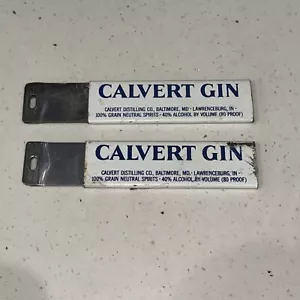 CALVERT GIN
CALVERT DISTILLING CO., BALTIMORE, MD · LAWRENCEBURG, IN ·
100% GRAIN NEUTRAL SPIRITS · 40% ALCOHOL BY VOLUME (80 PROOF)
CALVERT GIN
CALVERT DISTILLING CO., BALTIMORE, MD. · LAWRENCEBURG, IN ·
100% GRAIN NEUTRAL SPIRITS · 40% ALCOHOL BY VOLUME (80 PROOF)